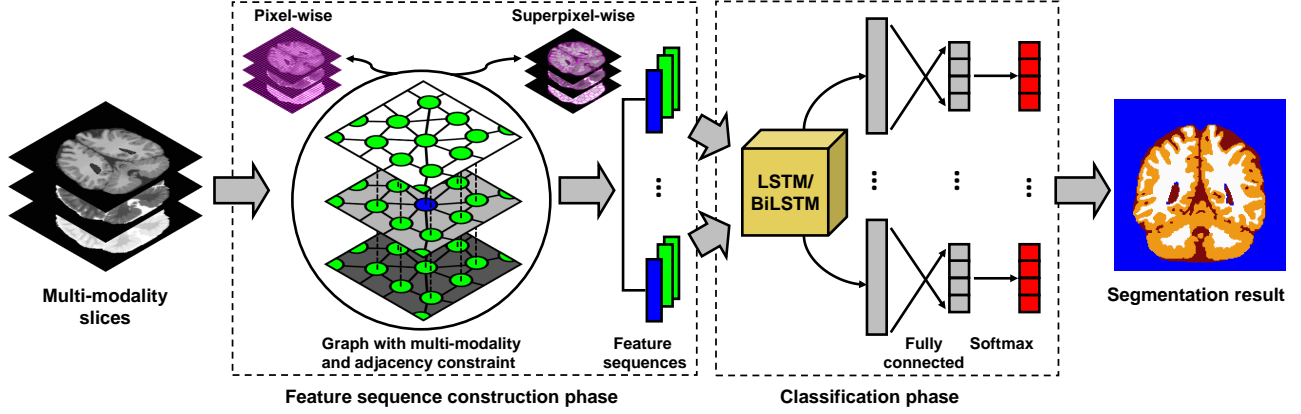 Pixel-wise
Superpixel-wise
Multi-modality
slices
Graph with multi-modality
and adjacency constraint
Feature
sequences
...
Feature sequence construction phase
LSTM/
BiLSTM
...
...
...
Fully
connected
Softmax
Classification phase
Segmentation result